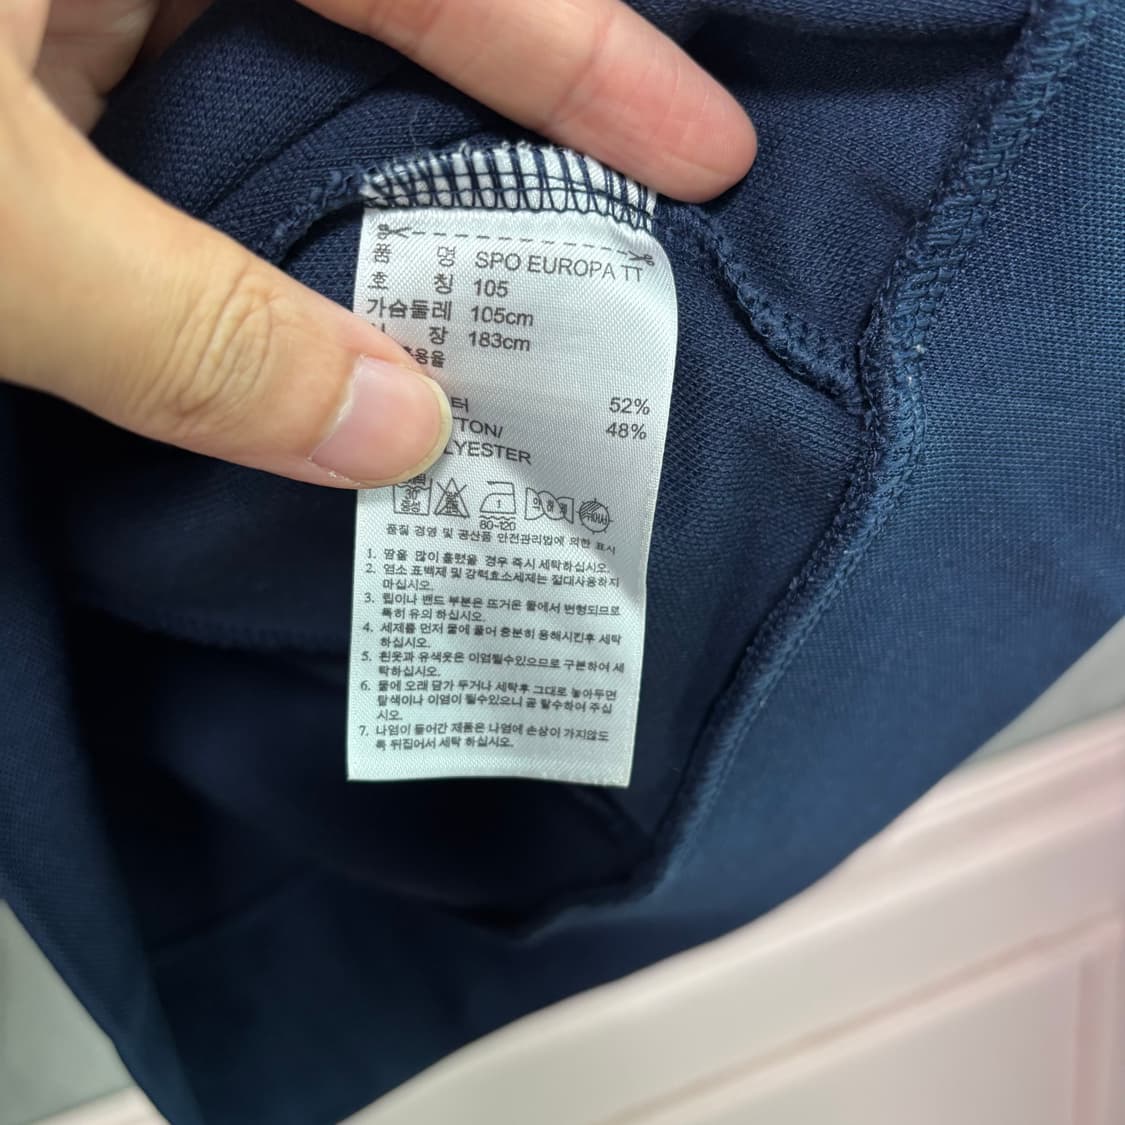 품 명 SPO EUROPA TT
호 칭 105
가슴둘레 105cm
장 183cm
용율
터 52%
TON/ 48%
LYESTER
80-120
품질 경영 및 공산품 안전관리법에 의한 표시
1. 땀을 많이 흘렸을 경우 즉시 세탁하십시오.
2. 염소 표백제 및 강력효소세제는 절대사용하지
마십시오.
3. 립이나 밴드 부분은 뜨거운 물에서 변형되므로
특히 유의 하십시오.
4. 세제를 먼저 물에 풀어 충분히 용해시킨후 세탁
하십시오.
5. 흰옷과 유색옷은 이염될수있으므로 구분하여 세
탁하십시오.
6. 물에 오래 담가 두거나 세탁후 그대로 놓아두면
탈색이나 이염이 될수있으니 곧 탈수하여 주십
시오.
7. 나염이 들어간 제품은 나염에 손상이 가지않도
록 뒤집어서 세탁 하십시오.